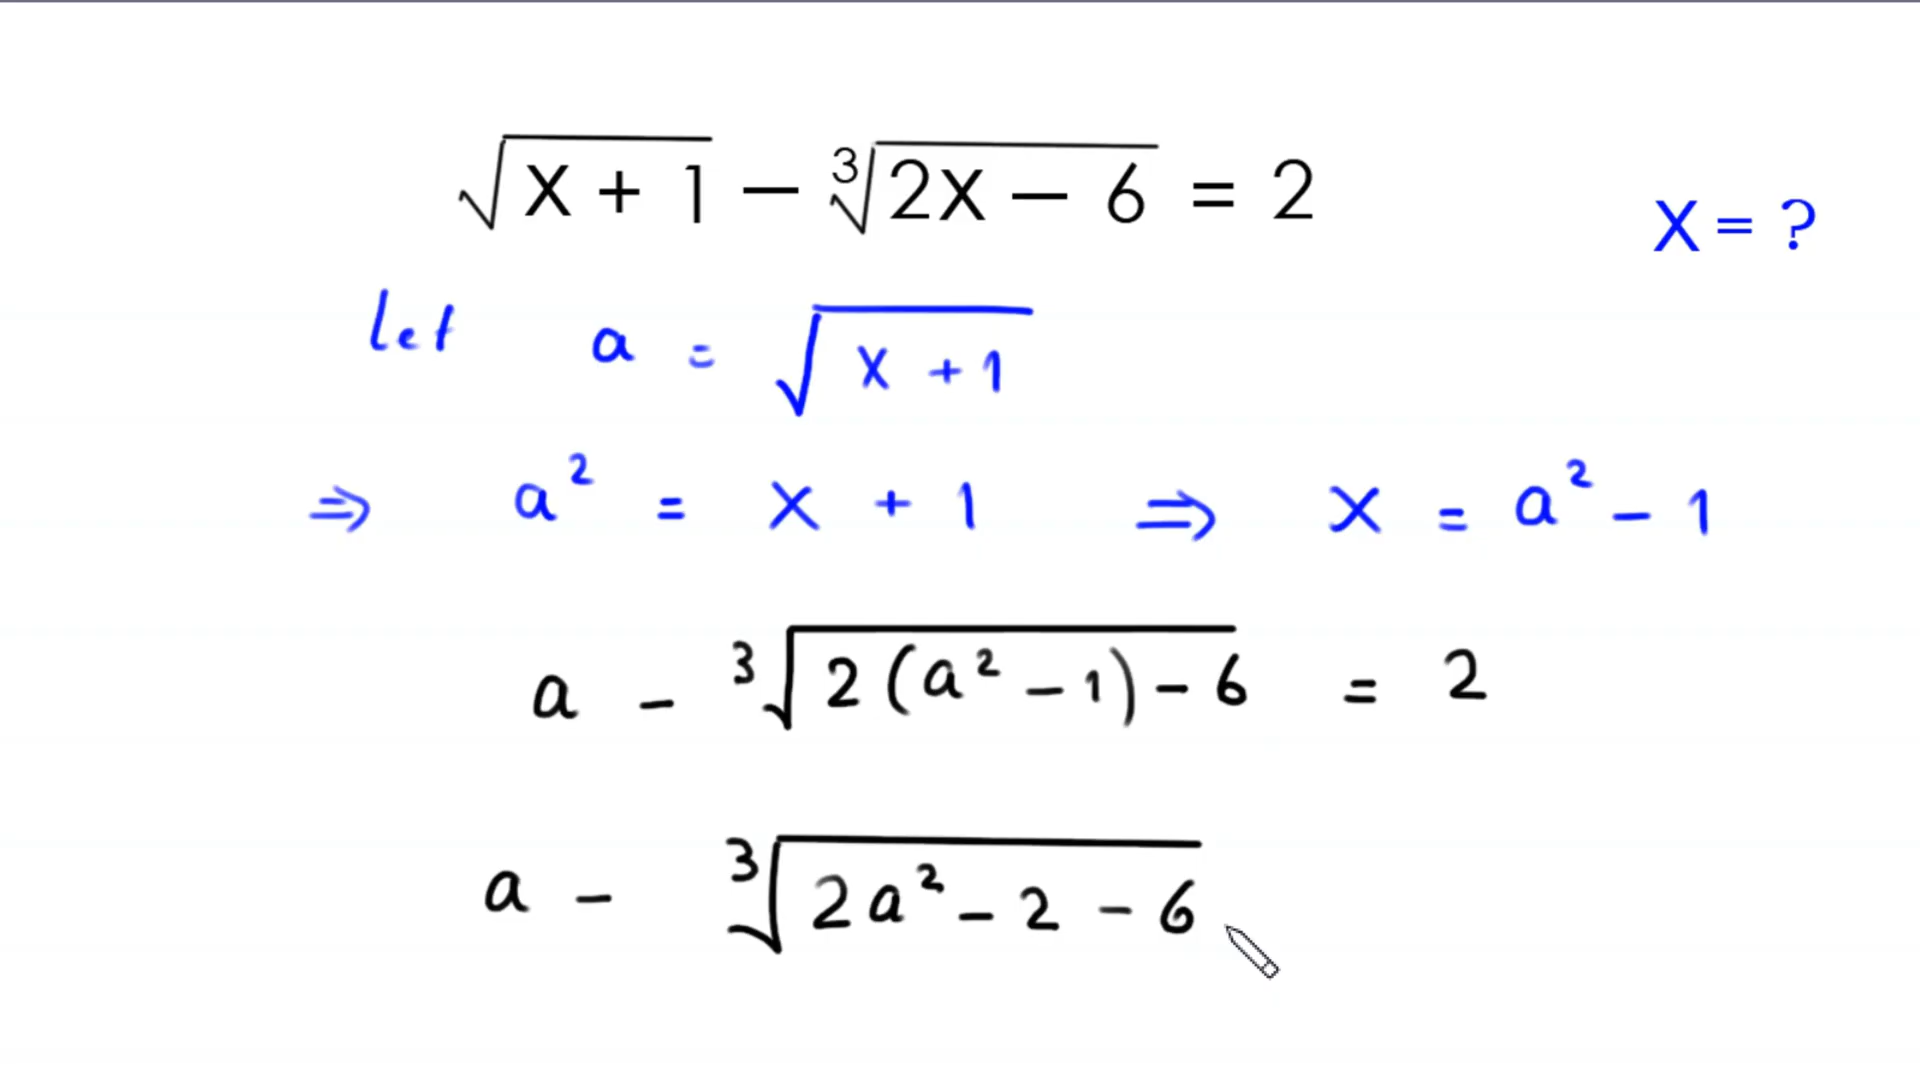 √(x + 1) − ∛(2x − 6) = 2
x = ?
let a = √(x + 1)
⇒ a² = x + 1 ⇒ x = a² − 1
a − ∛(2(a² − 1) − 6) = 2
a − ∛(2a² − 2 − 6)